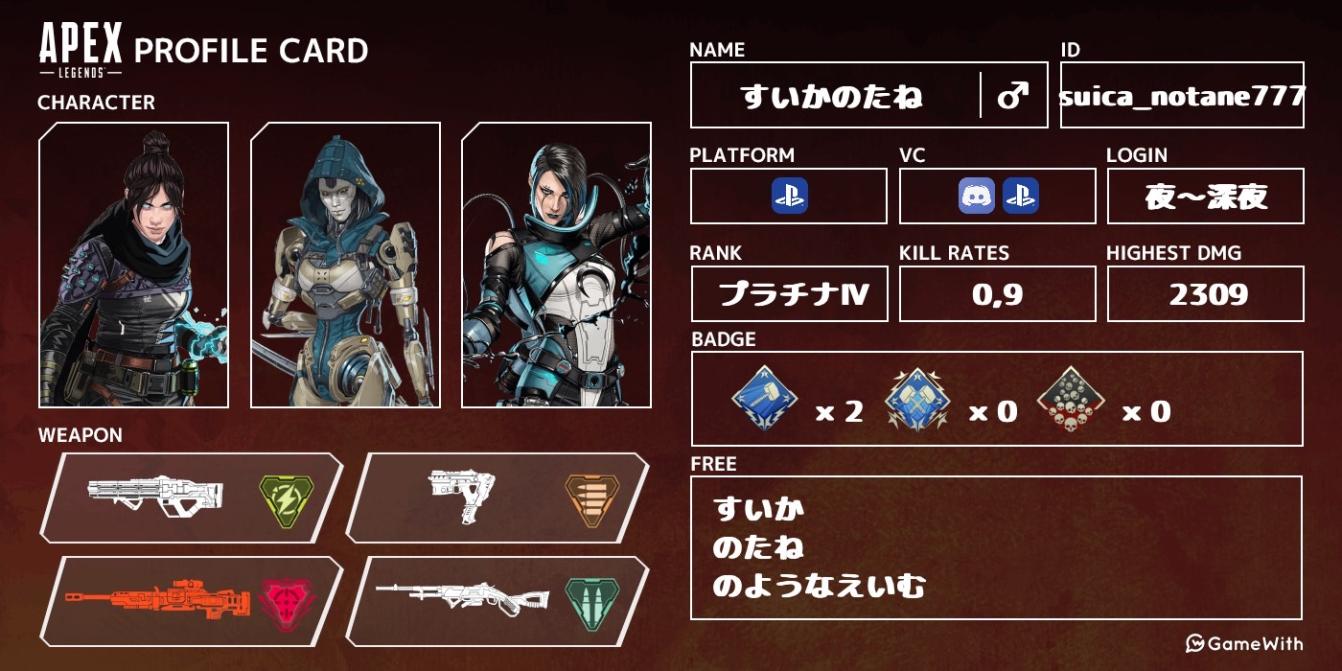 APEX LEGENDS PROFILE CARD
CHARACTER
WEAPON
NAME
すいかのたね ♂
ID
suica_notane777
PLATFORM
VC
LOGIN
夜〜深夜
RANK
プラチナⅣ
KILL RATES
0,9
HIGHEST DMG
2309
BADGE
x 2
x 0
x 0
FREE
すいか
のたね
のようなえいむ
GameWith